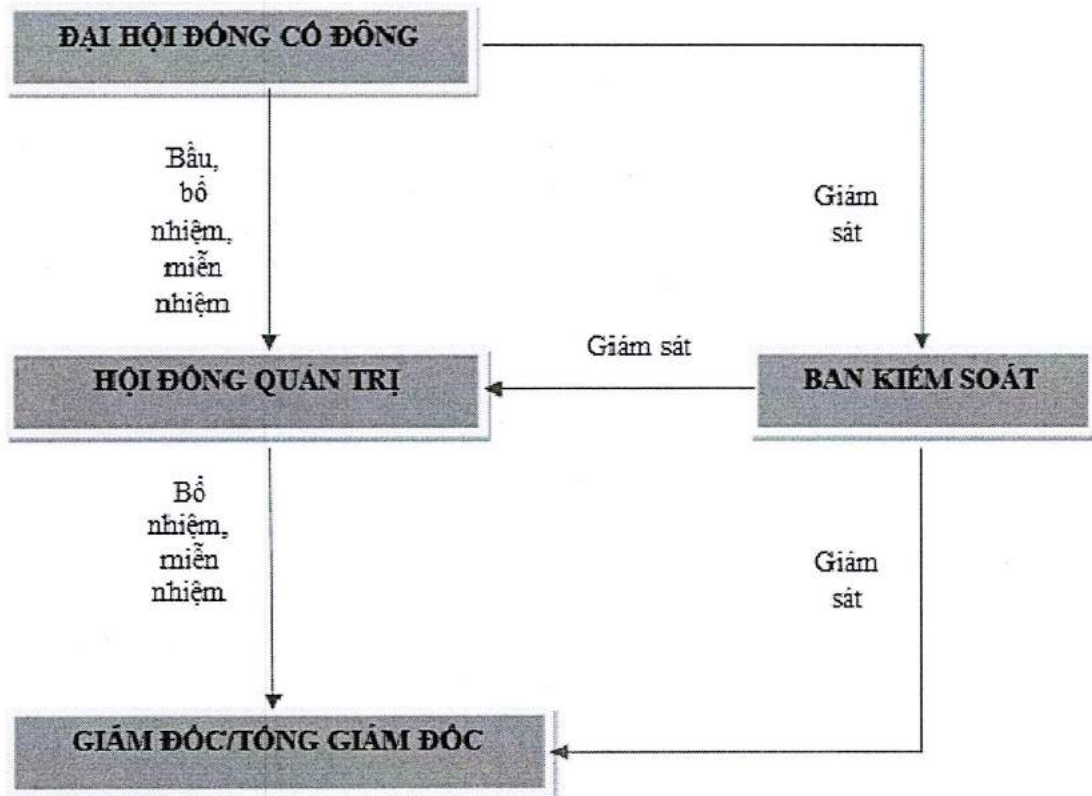 ĐẠI HỘI ĐỒNG CỔ ĐÔNG
Bầu,
bổ
nhiệm,
miễn
nhiệm
Giám
sát
Giám sát
HỘI ĐỒNG QUẢN TRỊ
BAN KIỂM SOÁT
Bổ
nhiệm,
miễn
nhiệm
Giám
sát
GIÁM ĐỐC/TỔNG GIÁM ĐỐC